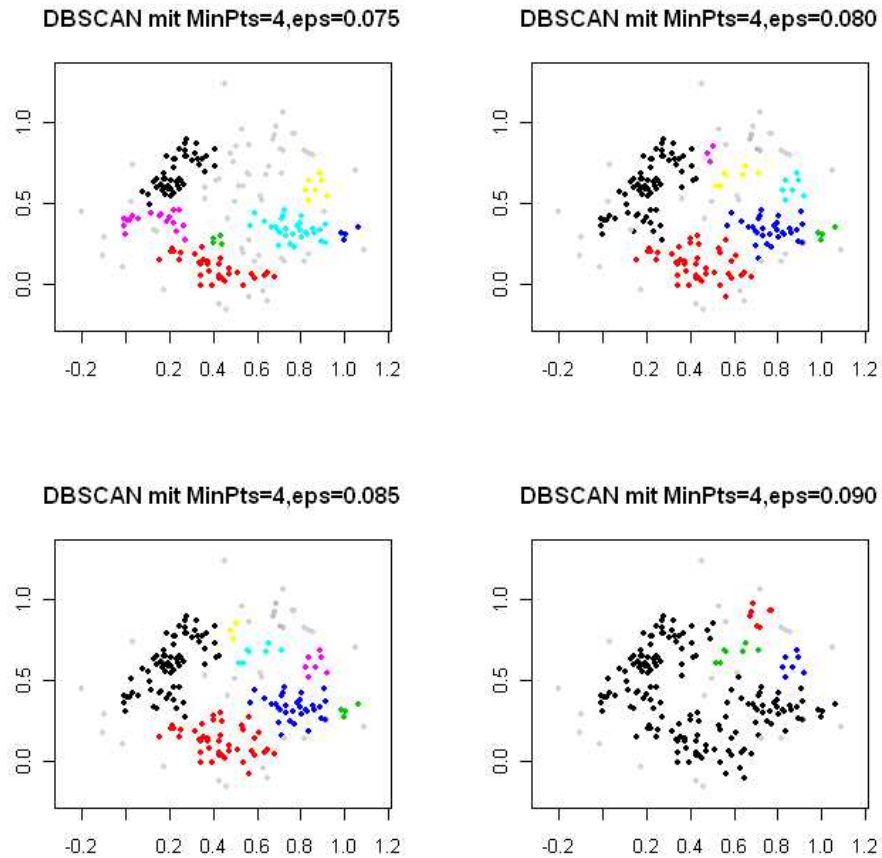 DBSCAN mit MinPts=4,eps=0.075
1.0
0.5
0.0
-0.2 0.2 0.4 0.6 0.8 1.0 1.2
DBSCAN mit MinPts=4,eps=0.080
1.0
0.5
0.0
-0.2 0.2 0.4 0.6 0.8 1.0 1.2
DBSCAN mit MinPts=4,eps=0.085
1.0
0.5
0.0
-0.2 0.2 0.4 0.6 0.8 1.0 1.2
DBSCAN mit MinPts=4,eps=0.090
1.0
0.5
0.0
-0.2 0.2 0.4 0.6 0.8 1.0 1.2